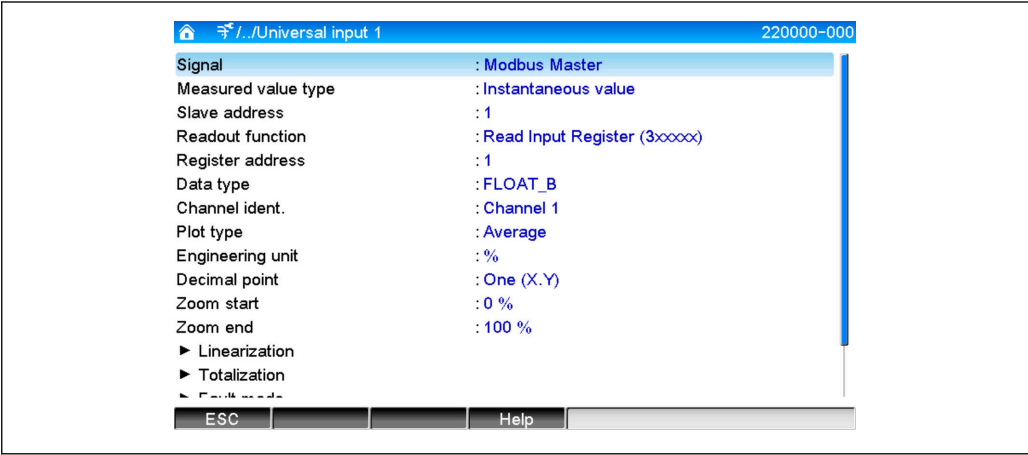 /../Universal input 1 220000-000
Signal : Modbus Master
Measured value type : Instantaneous value
Slave address : 1
Readout function : Read Input Register (3xxxxx)
Register address : 1
Data type : FLOAT_B
Channel ident. : Channel 1
Plot type : Average
Engineering unit : %
Decimal point : One (X.Y)
Zoom start : 0 %
Zoom end : 100 %
► Linearization
► Totalization
► Fault mode
ESC Help